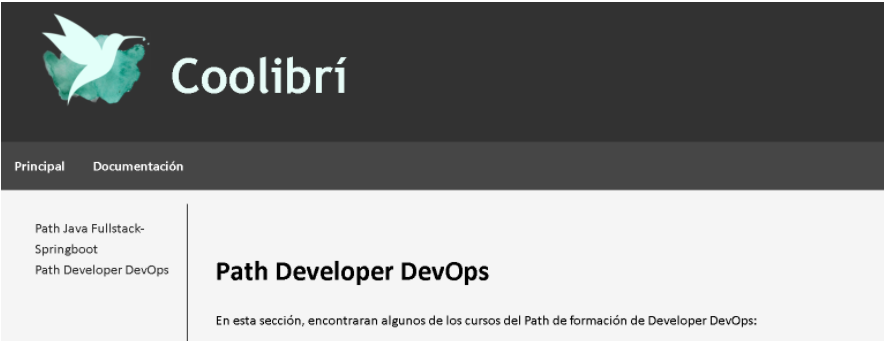 Coolibrí
Principal Documentación
Path Java Fullstack-
Springboot
Path Developer DevOps
Path Developer DevOps
En esta sección, encontraran algunos de los cursos del Path de formación de Developer DevOps: